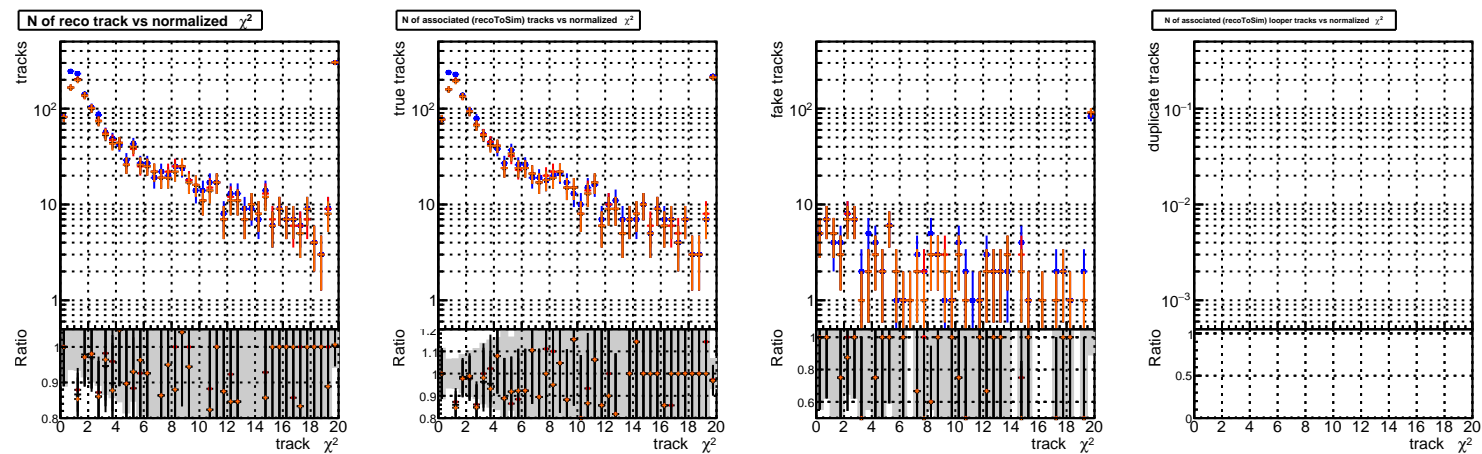 N of reco track vs normalized χ²
tracks
10²
10
1
Ratio
1
0.9
0.8
0 2 4 6 8 10 12 14 16 18 20
track χ²
N of associated (recoToSim) tracks vs normalized χ²
true tracks
10²
10
1
Ratio
1.2
1.1
1
0.9
0.8
0 2 4 6 8 10 12 14 16 18 20
track χ²
fake tracks
10²
10
1
Ratio
1
0.8
0.6
0 2 4 6 8 10 12 14 16 18 20
track χ²
N of associated (recoToSim) looper tracks vs normalized χ²
duplicate tracks
10⁻¹
10⁻²
10⁻³
Ratio
1
0.5
0
0 2 4 6 8 10 12 14 16 18 20
track χ²